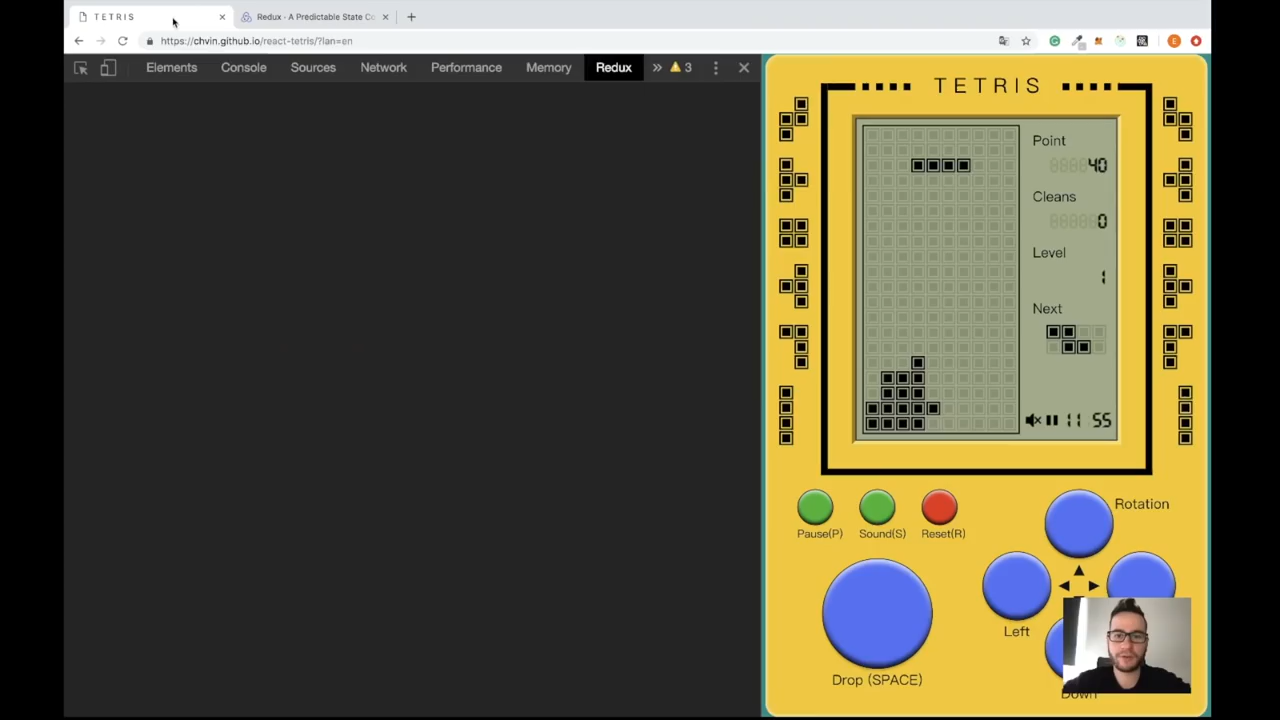 TETRIS
Redux - A Predictable State Co
https://chvin.github.io/react-tetris/?lan=en
Elements Console Sources Network Performance Memory Redux » 3
TETRIS
Point
40
Cleans
0
Level
1
Next
11 55
Rotation
Pause(P) Sound(S) Reset(R)
Left
Drop (SPACE)
Down